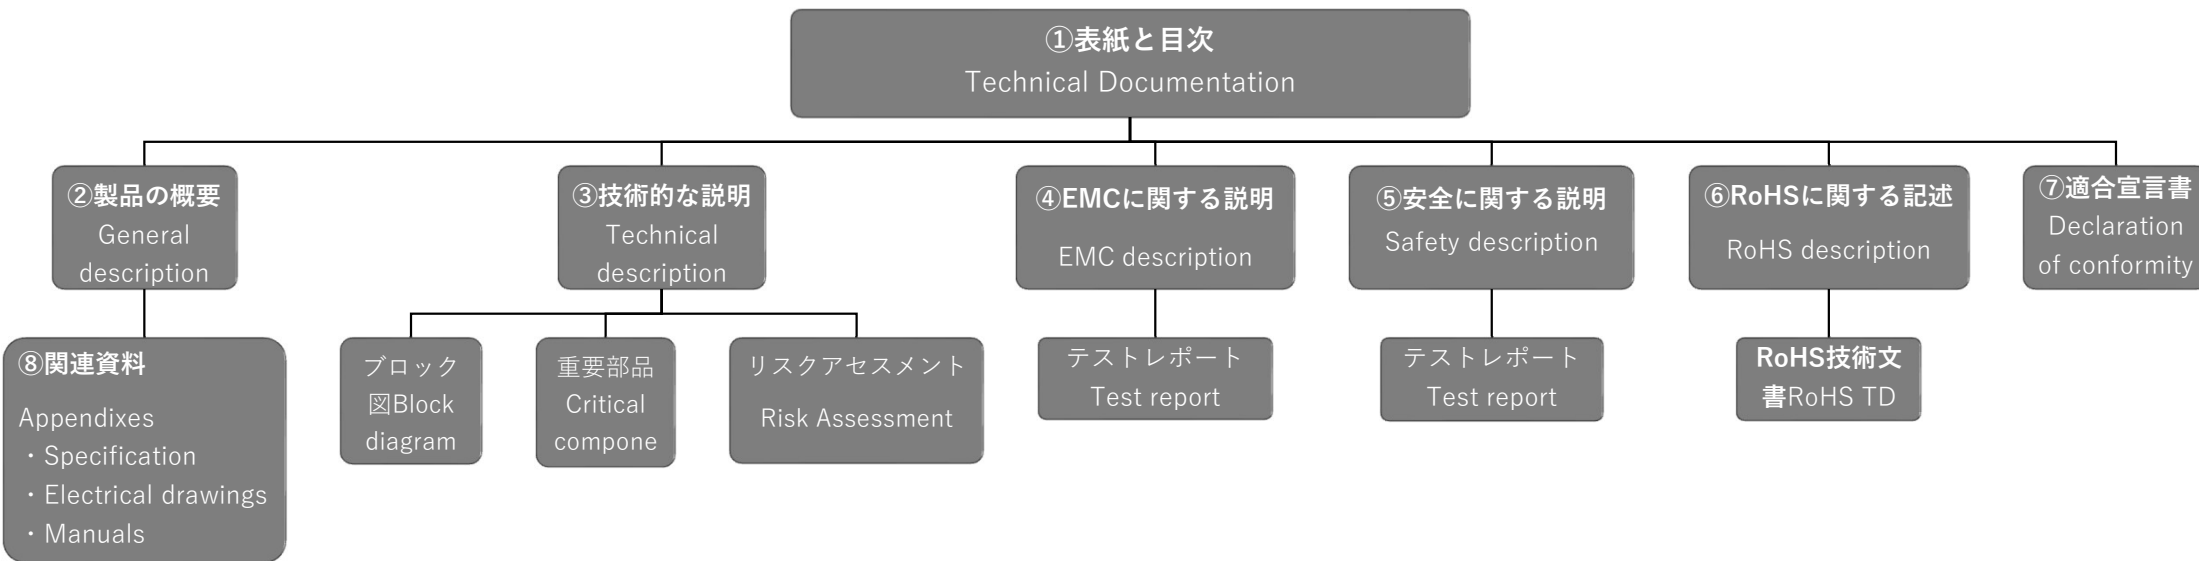 ①表紙と目次
Technical Documentation
②製品の概要
General
description
③技術的な説明
Technical
description
④EMCに関する説明
EMC description
⑤安全に関する説明
Safety description
⑥RoHSに関する記述
RoHS description
⑦適合宣言書
Declaration
of conformity
⑧関連資料
Appendixes
・Specification
・Electrical drawings
・Manuals
ブロック
図Block
diagram
重要部品
Critical
compone
リスクアセスメント
Risk Assessment
テストレポート
Test report
テストレポート
Test report
RoHS技術文
書RoHS TD